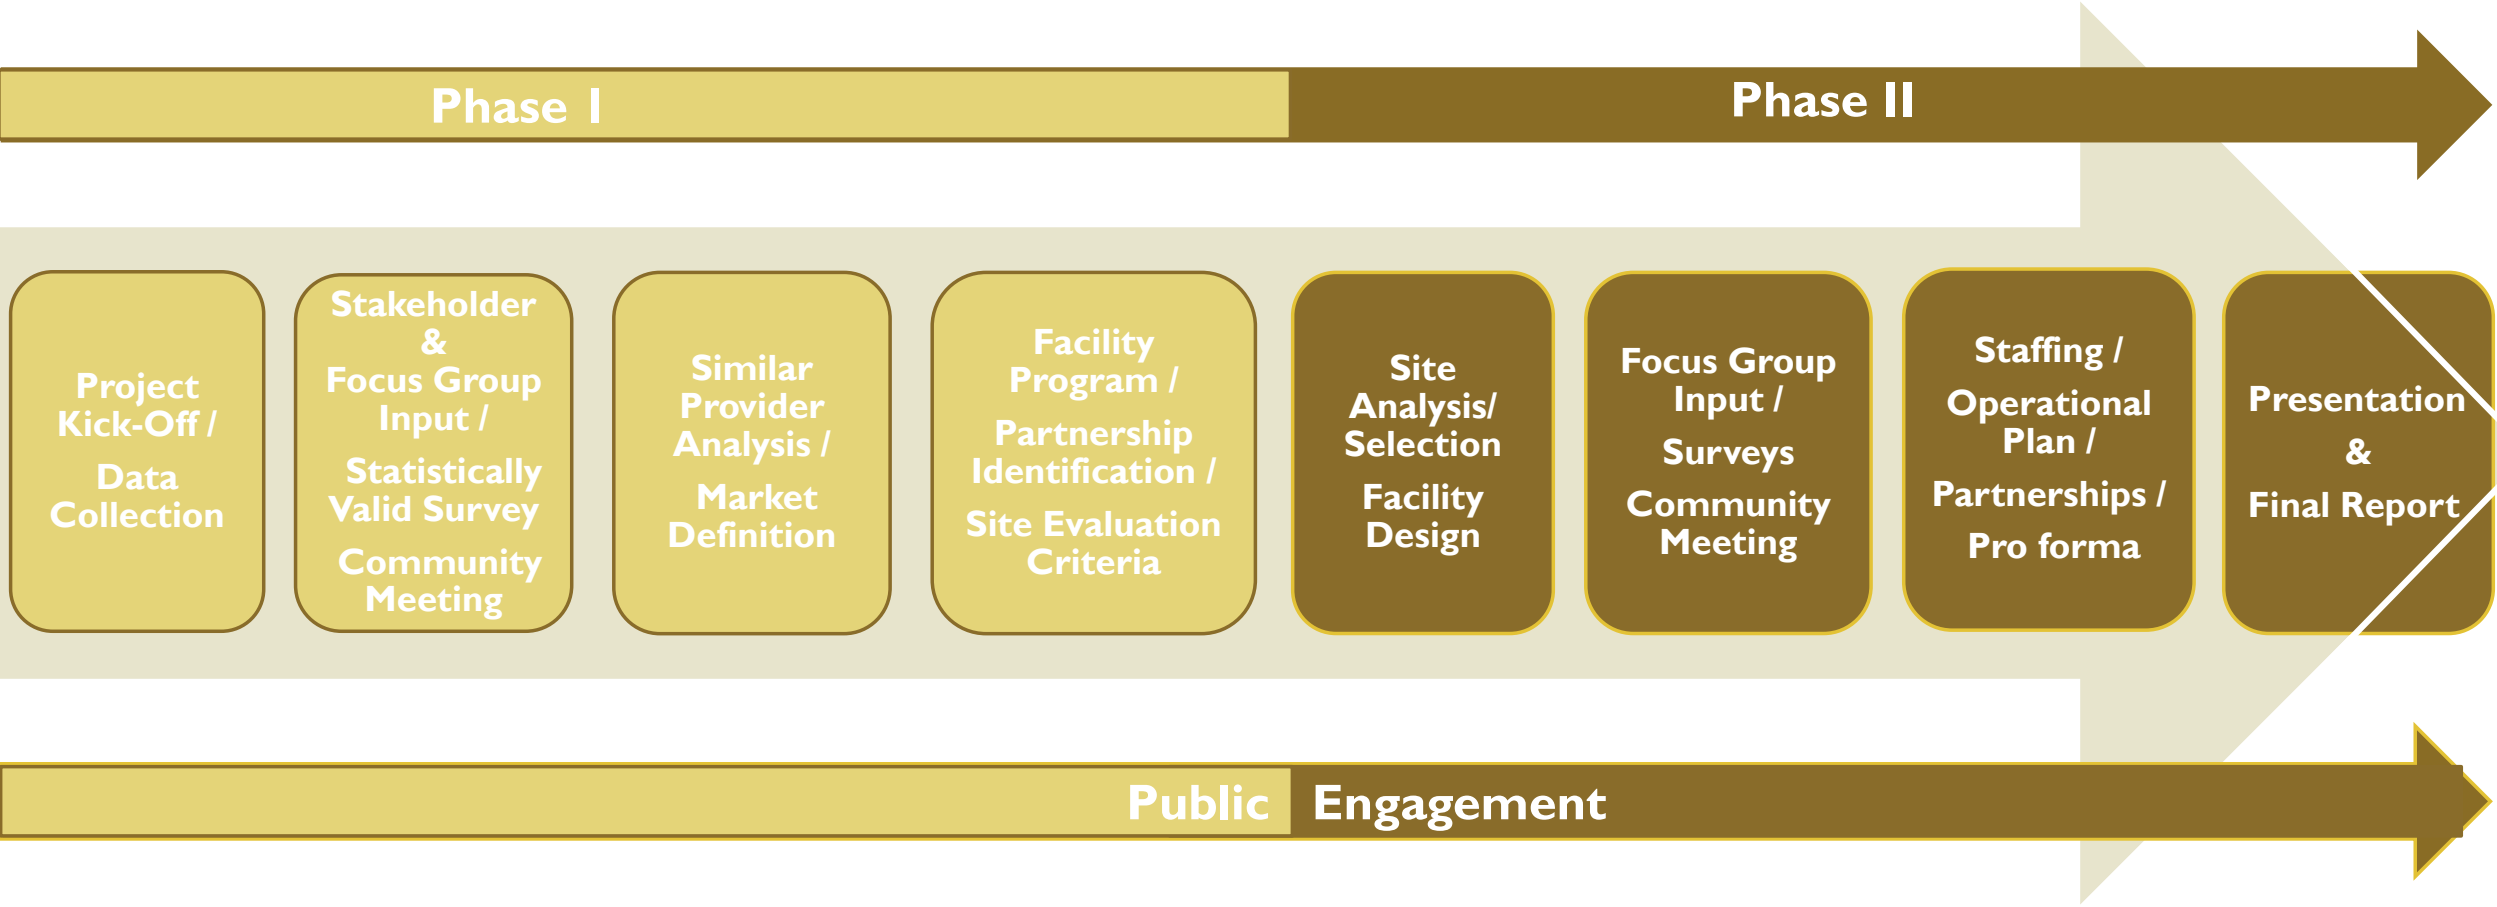 Phase I
Phase II
Project
Kick-Off /
Data
Collection
Stakeholder
&
Focus Group
Input /
Statistically
Valid Survey
Community
Meeting
Similar
Provider
Analysis /
Market
Definition
Facility
Program /
Partnership
Identification /
Site Evaluation
Criteria
Site
Analysis/
Selection
Facility
Design
Focus Group
Input /
Surveys
Community
Meeting
Staffing /
Operational
Plan /
Partnerships /
Pro forma
Presentation
&
Final Report
Public Engagement